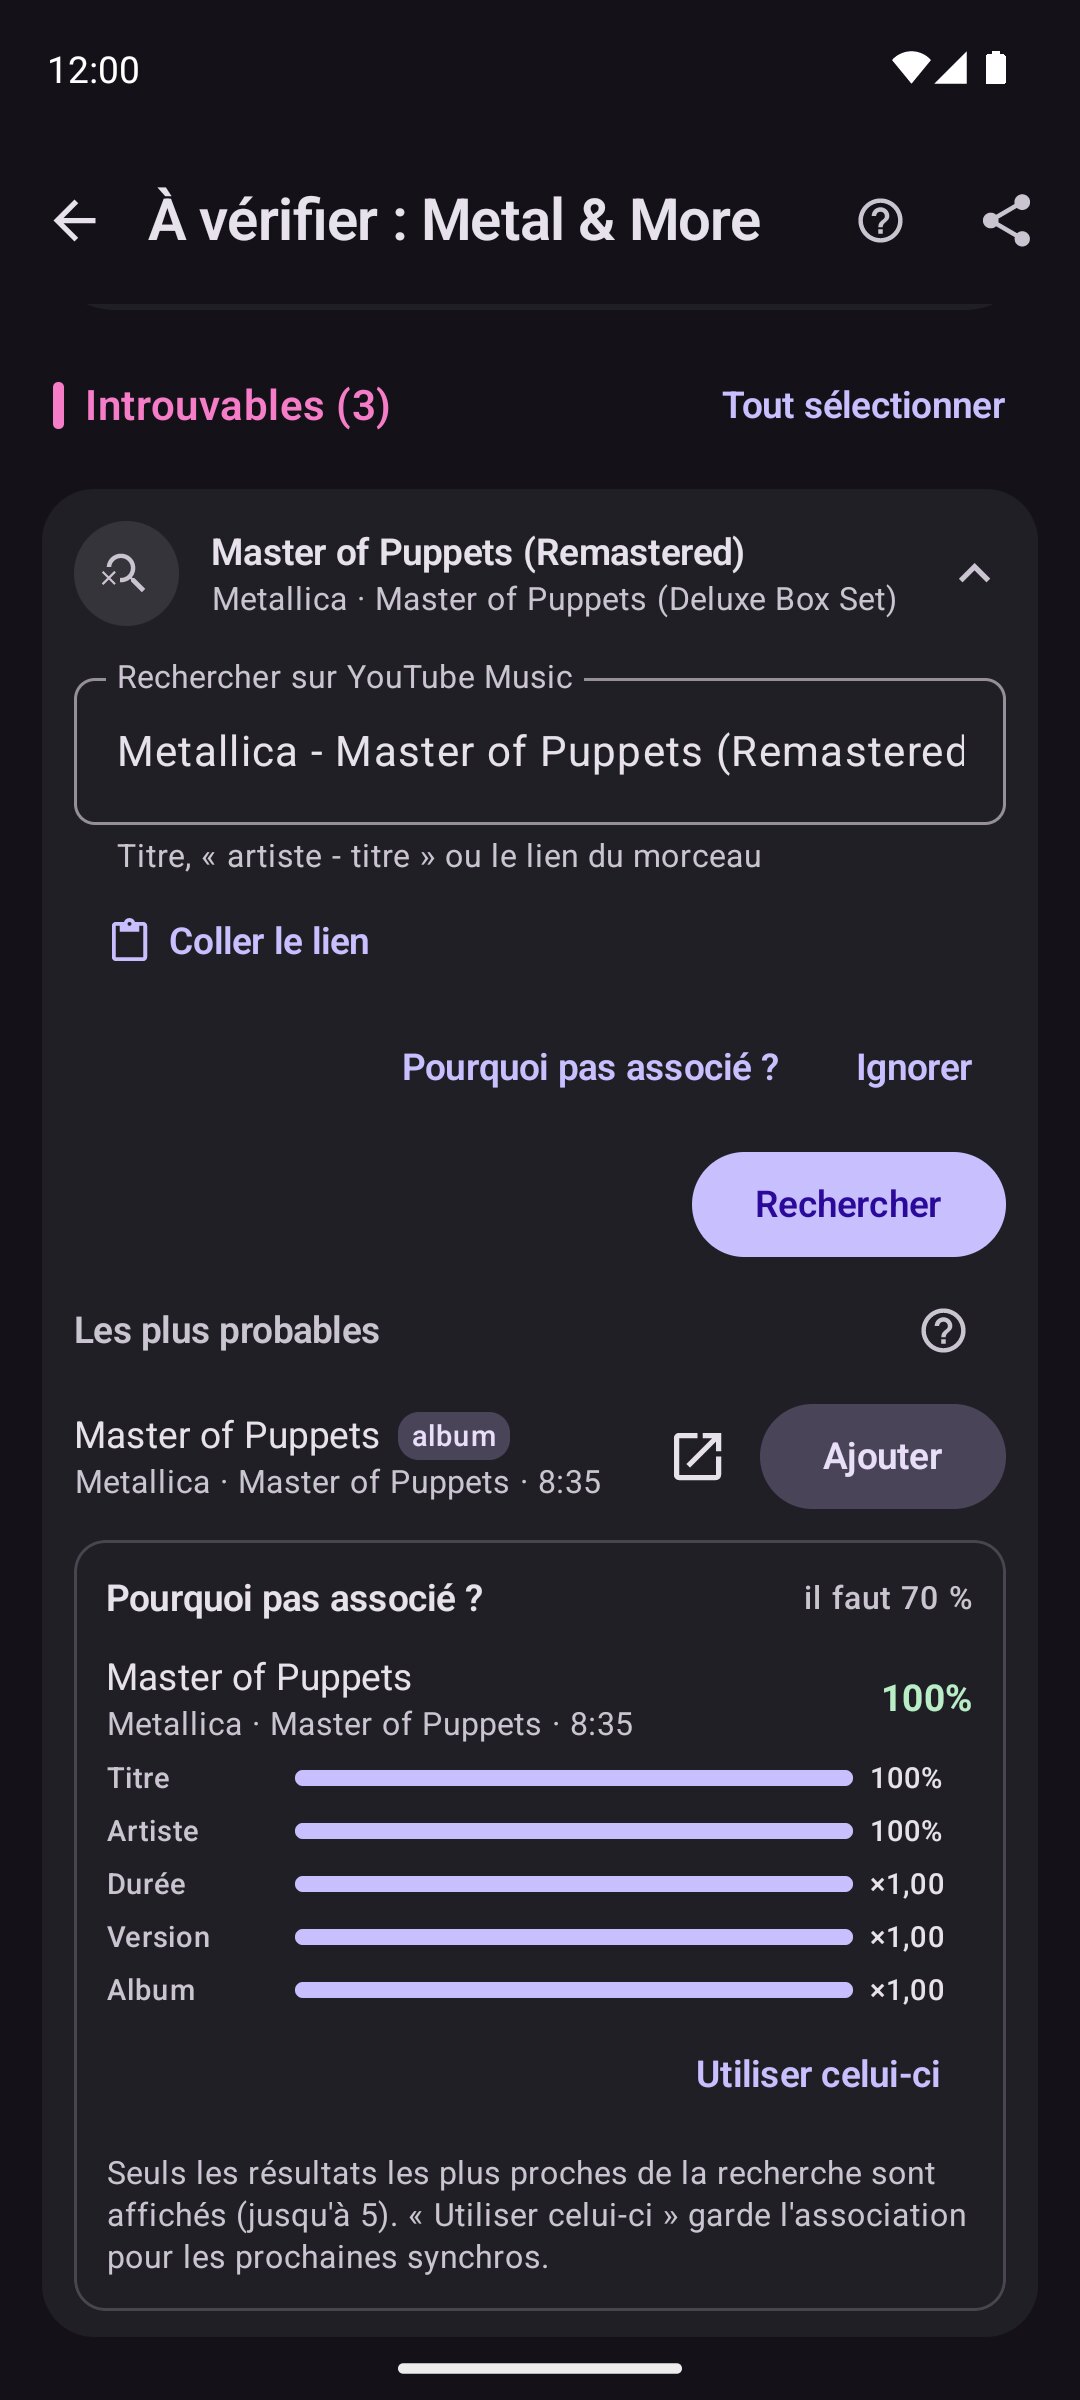 12:00
À vérifier : Metal & More
Introuvables (3)
Tout sélectionner
Master of Puppets (Remastered)
Metallica · Master of Puppets (Deluxe Box Set)
Rechercher sur YouTube Music
Metallica - Master of Puppets (Remastered
Titre, « artiste - titre » ou le lien du morceau
Coller le lien
Pourquoi pas associé ?
Ignorer
Rechercher
Les plus probables
Master of Puppets album
Metallica · Master of Puppets · 8:35
Ajouter
Pourquoi pas associé ?
il faut 70 %
Master of Puppets
Metallica · Master of Puppets · 8:35
100%
Titre 100%
Artiste 100%
Durée ×1,00
Version ×1,00
Album ×1,00
Utiliser celui-ci
Seuls les résultats les plus proches de la recherche sont
affichés (jusqu'à 5). « Utiliser celui-ci » garde l'association
pour les prochaines synchros.